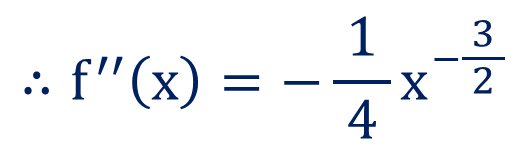 ∴ f″(x) = −1/4 x^(−3/2)